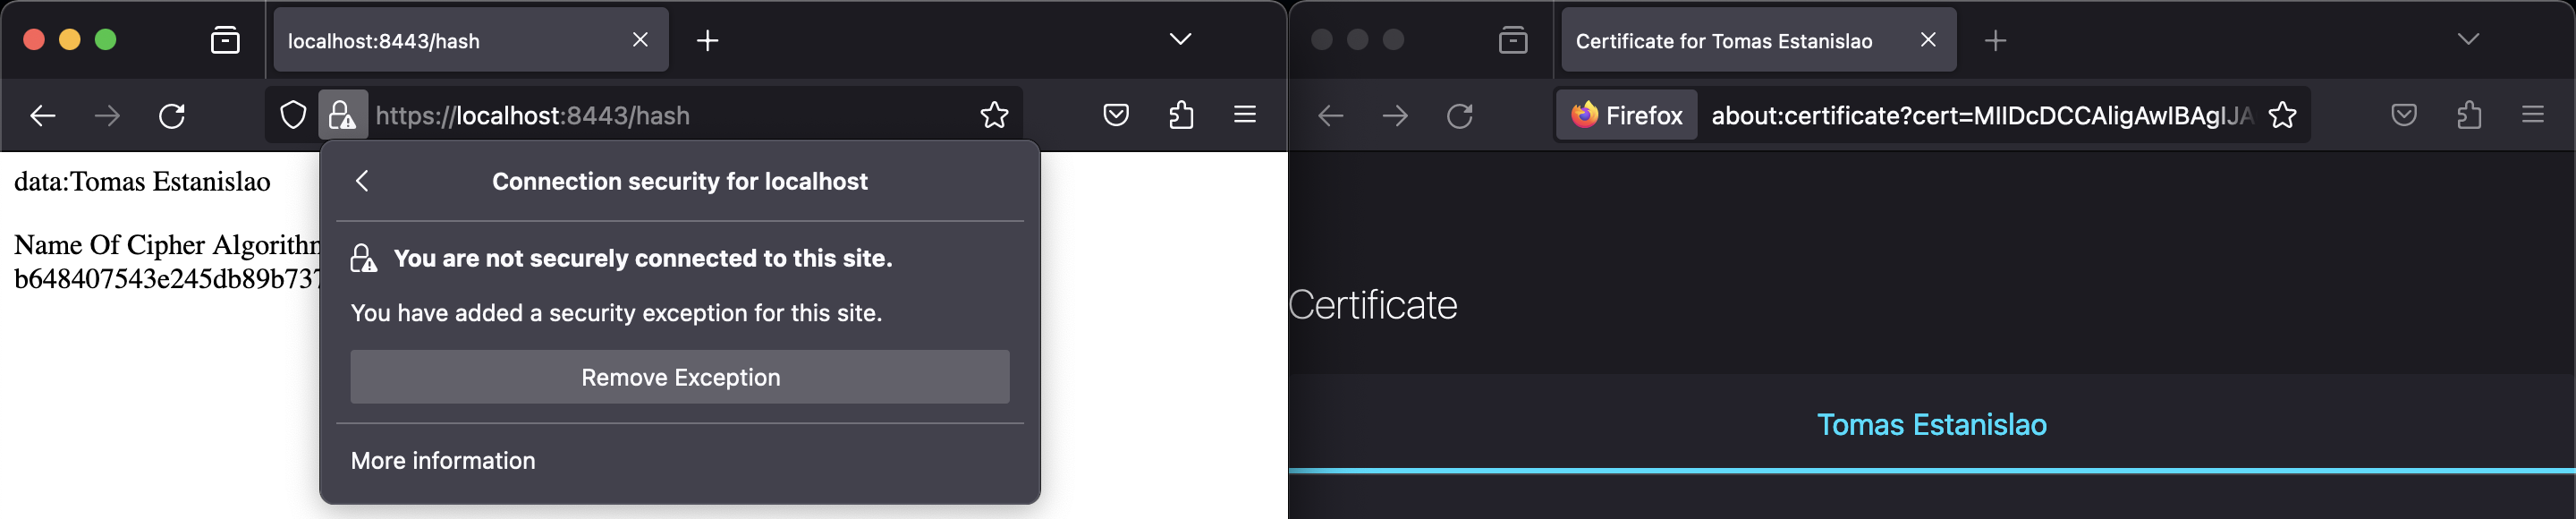 localhost:8443/hash
https://localhost:8443/hash
data:Tomas Estanislao
Name Of Cipher Algorithm
b648407543e245db89b737
Connection security for localhost
You are not securely connected to this site.
You have added a security exception for this site.
Remove Exception
More information
Certificate for Tomas Estanislao
Firefox about:certificate?cert=MIIDcDCCAligAwIBAgIJA
Certificate
Tomas Estanislao